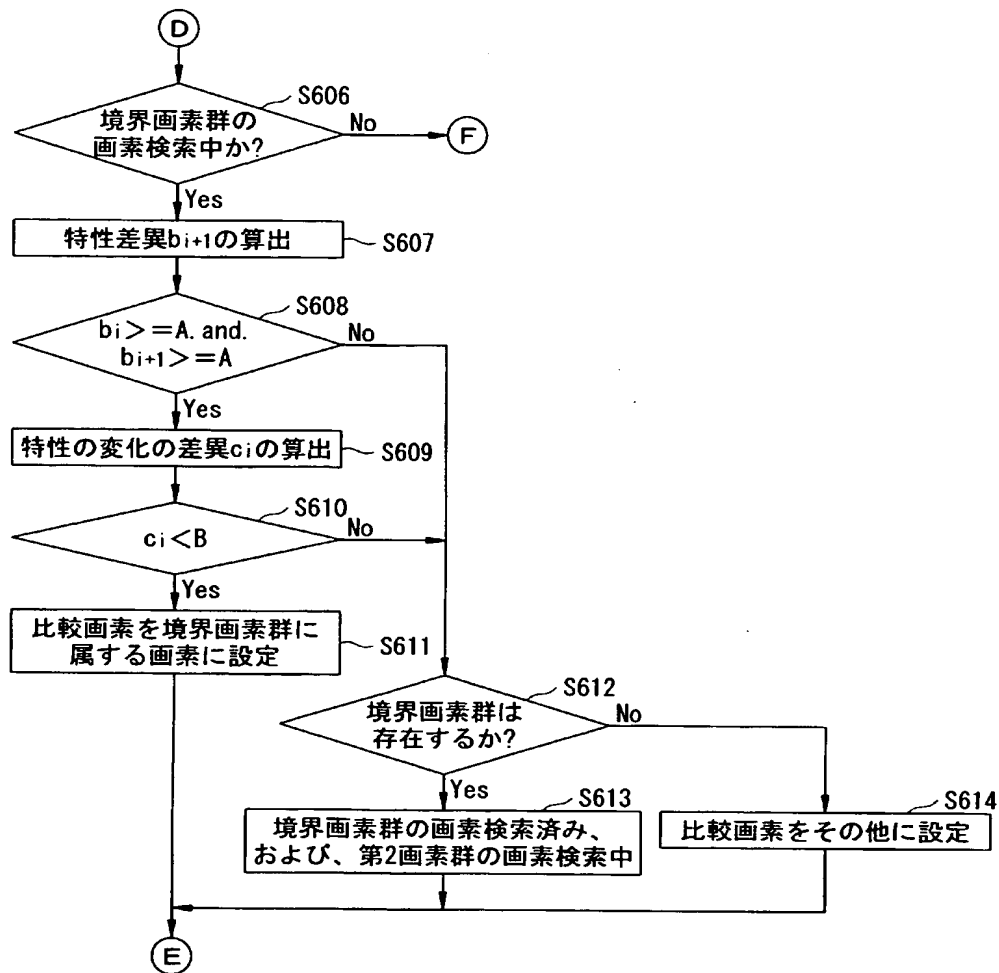 D
S606
境界画素群の
画素検索中か?
No
F
Yes
特性差異bi+1の算出
S607
S608
bi>=A.and.
bi+1>=A
No
Yes
特性の変化の差異ciの算出
S609
S610
ci<B
No
Yes
比較画素を境界画素群に
属する画素に設定
S611
S612
境界画素群は
存在するか?
No
Yes
S613
境界画素群の画素検索済み、
および、第2画素群の画素検索中
S614
比較画素をその他に設定
E